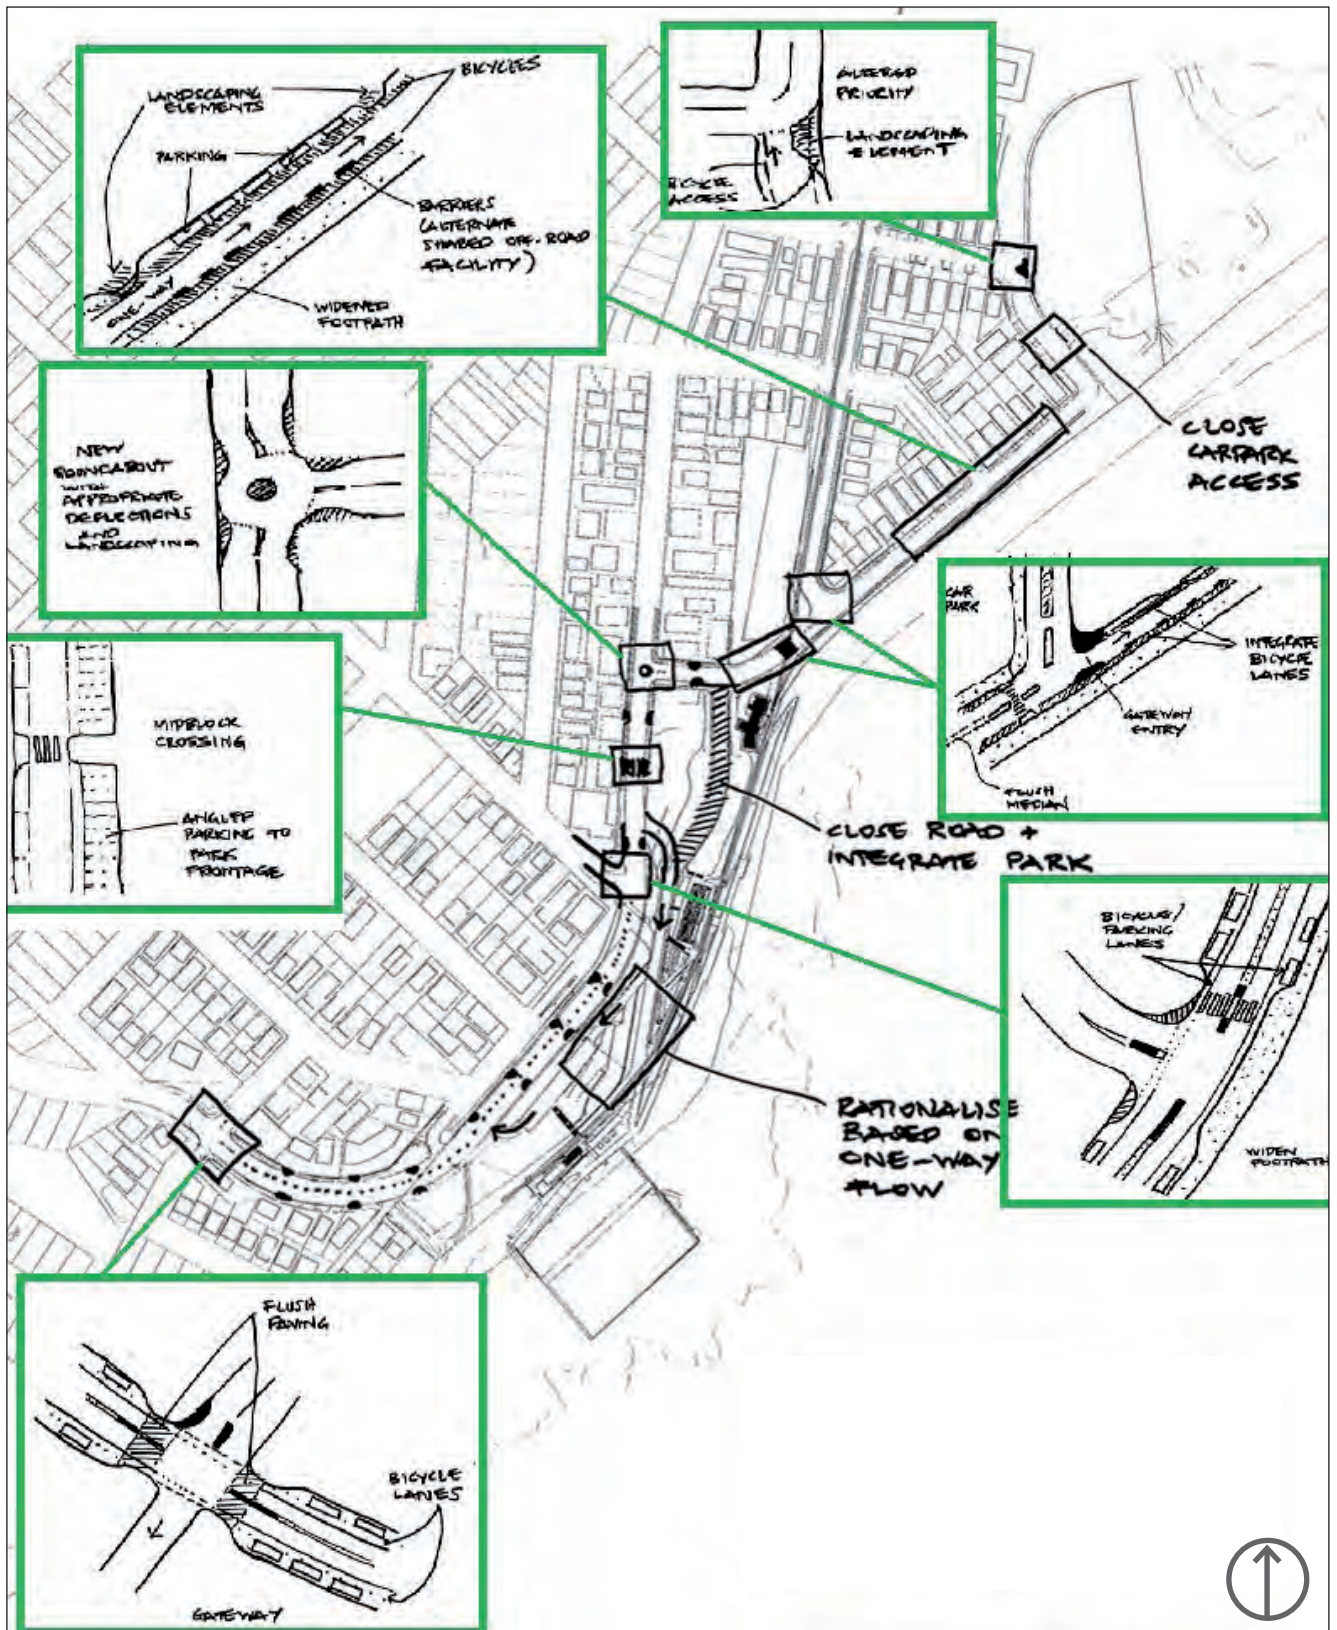 LANDSCAPING
ELEMENTS
BICYCLES
PARKING
BARRIERS
(ALTERNATE
SHARED OFF-ROAD
FACILITY)
ONE-WAY
WIDENED
FOOTPATH
ALTERED
PRIORITY
LANDSCAPING
ELEMENT
BICYCLE
ACCESS
CLOSE
CARPARK
ACCESS
NEW
ROUNDABOUT
WITH
APPROPRIATE
DEFLECTIONS
AND
LANDSCAPING
CAR
PARK
INTEGRATE
BICYCLE
LANES
GATEWAY
ENTRY
FLUSH
MEDIAN
MIDBLOCK
CROSSING
ANGLED
PARKING TO
PARK
FRONTAGE
CLOSE ROAD +
INTEGRATE PARK
BICYCLE/
PARKING
LANES
WIDEN
FOOTPATH
RATIONALISE
BASED ON
ONE-WAY
FLOW
FLUSH
PAVING
BICYCLE
LANES
GATEWAY